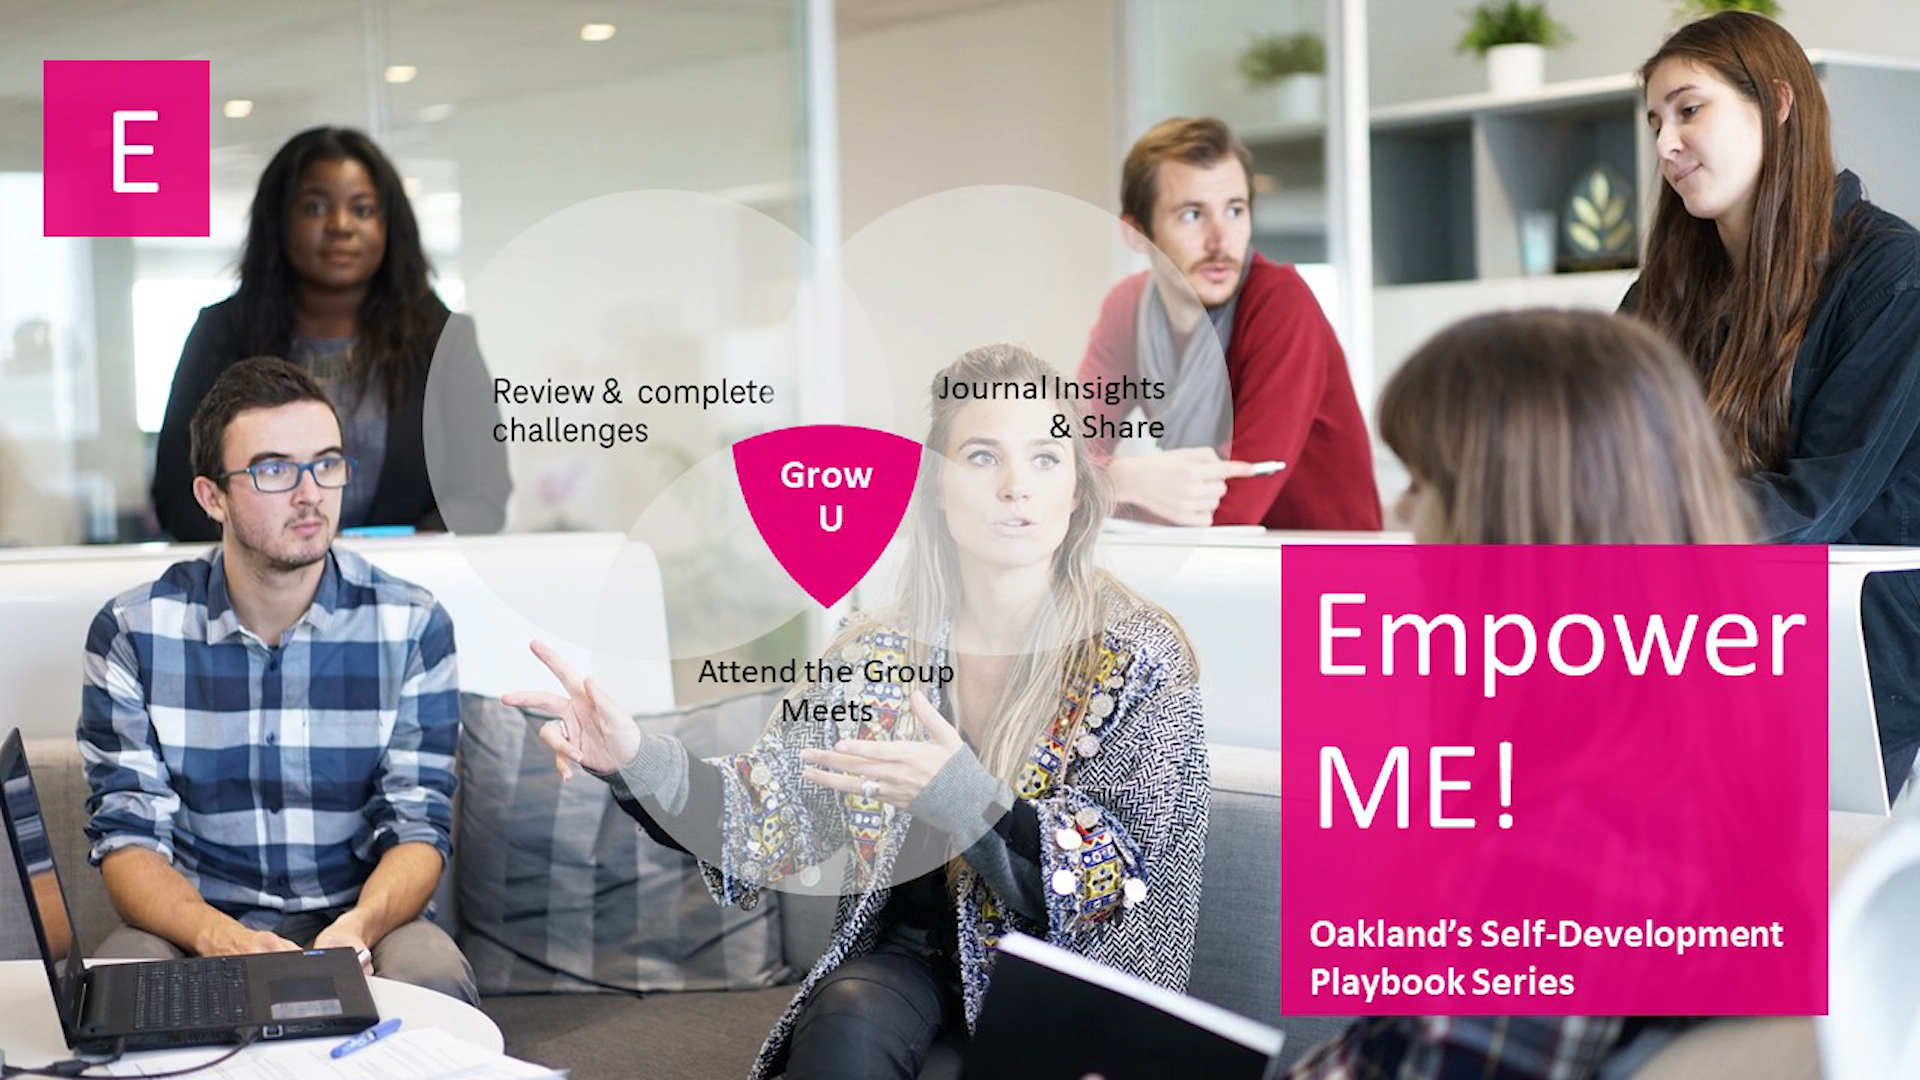 E
Review & complete
challenges
Journal Insights
& Share
Grow
U
Attend the Group
Meets
Empower
ME!
Oakland’s Self-Development
Playbook Series